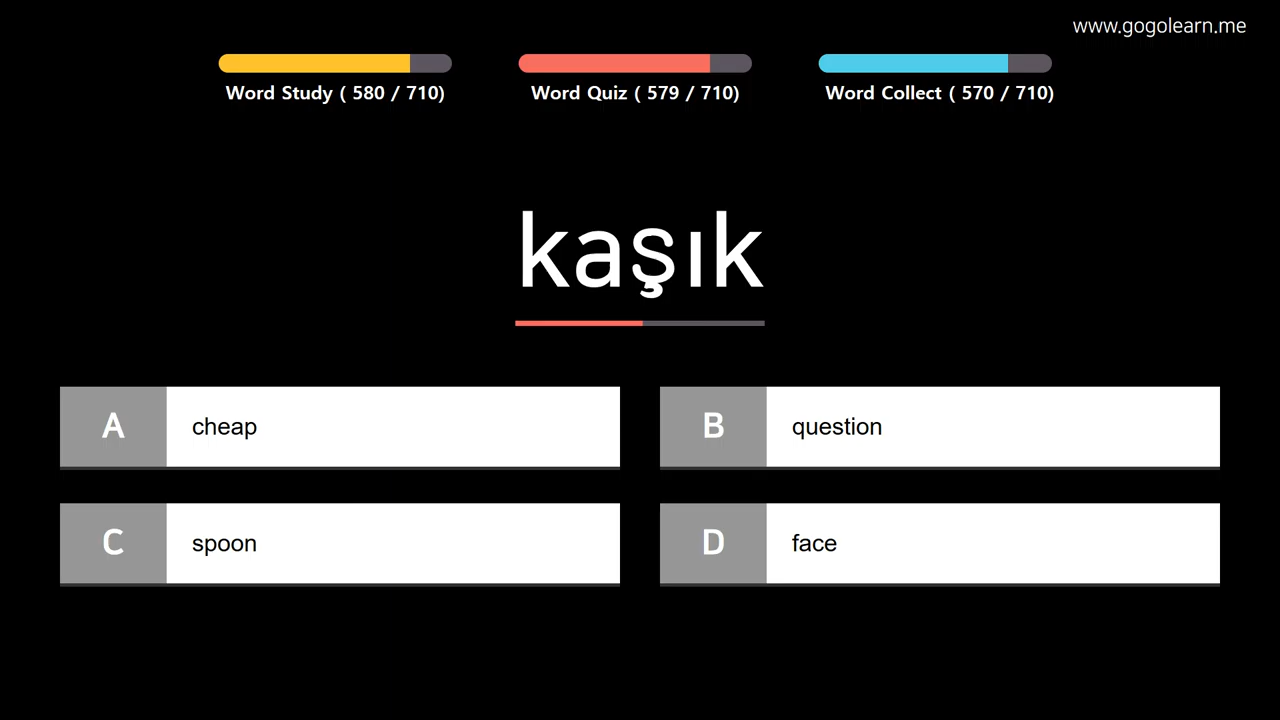 www.gogolearn.me
Word Study ( 580 / 710)
Word Quiz ( 579 / 710)
Word Collect ( 570 / 710)
kaşık
A cheap
B question
C spoon
D face